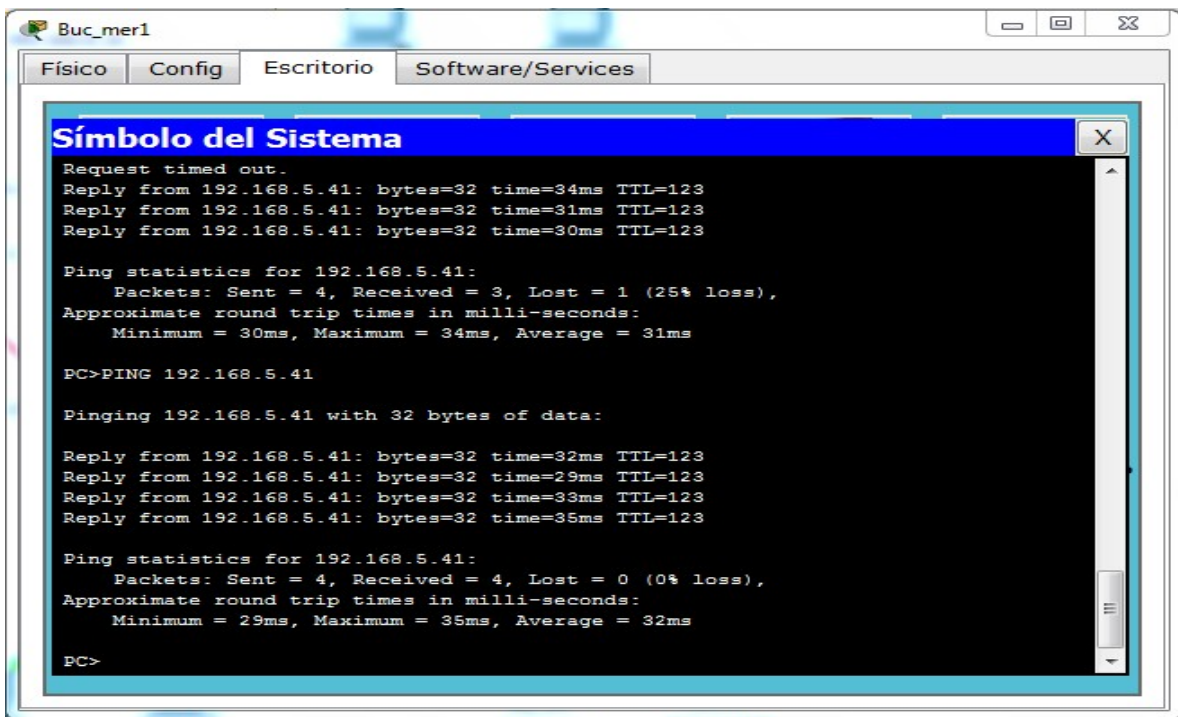 Buc_mer1
Físico Config Escritorio Software/Services
Símbolo del Sistema X
Request timed out.
Reply from 192.168.5.41: bytes=32 time=34ms TTL=123
Reply from 192.168.5.41: bytes=32 time=31ms TTL=123
Reply from 192.168.5.41: bytes=32 time=30ms TTL=123
Ping statistics for 192.168.5.41:
Packets: Sent = 4, Received = 3, Lost = 1 (25% loss),
Approximate round trip times in milli-seconds:
Minimum = 30ms, Maximum = 34ms, Average = 31ms
PC>PING 192.168.5.41
Pinging 192.168.5.41 with 32 bytes of data:
Reply from 192.168.5.41: bytes=32 time=32ms TTL=123
Reply from 192.168.5.41: bytes=32 time=29ms TTL=123
Reply from 192.168.5.41: bytes=32 time=33ms TTL=123
Reply from 192.168.5.41: bytes=32 time=35ms TTL=123
Ping statistics for 192.168.5.41:
Packets: Sent = 4, Received = 4, Lost = 0 (0% loss),
Approximate round trip times in milli-seconds:
Minimum = 29ms, Maximum = 35ms, Average = 32ms
PC>